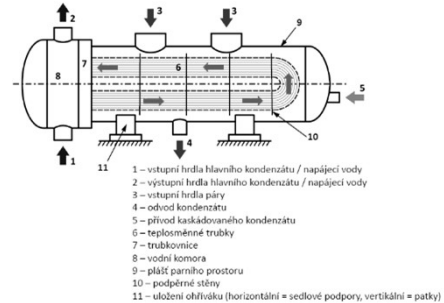 2
3
3
9
7
8
6
5
1
11
4
10
1 – vstupní hrdla hlavního kondenzátu / napájecí vody
2 – výstupní hrdla hlavního kondenzátu / napájecí vody
3 – vstupní hrdla páry
4 – odvod kondenzátu
5 – přívod kaskádovaného kondenzátu
6 – teplosměnné trubky
7 – trubkovnice
8 – vodní komora
9 – plášť parního prostoru
10 – podpěrné stěny
11 – uložení ohříváku (horizontální = sedlové podpory, vertikální = patky)